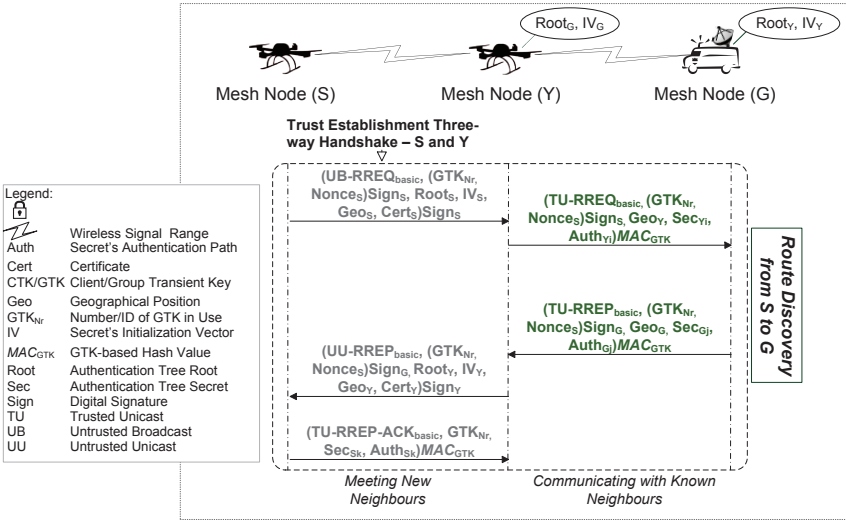 Root_G, IV_G
Root_Y, IV_Y
Mesh Node (S)
Mesh Node (Y)
Mesh Node (G)
Trust Establishment Three-
way Handshake – S and Y
(UB-RREQ_basic, (GTK_Nr,
Nonce_S)Sign_S, Root_S, IV_S,
Geo_S, Cert_S)Sign_S
(TU-RREQ_basic, (GTK_Nr,
Nonce_S)Sign_S, Geo_Y, Sec_Yi,
Auth_Yi)MAC_GTK
(TU-RREP_basic, (GTK_Nr,
Nonce_S)Sign_G, Geo_G, Sec_Gj,
Auth_Gj)MAC_GTK
(UU-RREP_basic, (GTK_Nr,
Nonce_S)Sign_G, Root_Y, IV_Y,
Geo_Y, Cert_Y)Sign_Y
(TU-RREP-ACK_basic, GTK_Nr,
Sec_Sk, Auth_Sk)MAC_GTK
Meeting New
Neighbours
Communicating with Known
Neighbours
Route Discovery
from S to G
Legend:
Wireless Signal Range
Auth Secret's Authentication Path
Cert Certificate
CTK/GTK Client/Group Transient Key
Geo Geographical Position
GTK_Nr Number/ID of GTK in Use
IV Secret's Initialization Vector
MAC_GTK GTK-based Hash Value
Root Authentication Tree Root
Sec Authentication Tree Secret
Sign Digital Signature
TU Trusted Unicast
UB Untrusted Broadcast
UU Untrusted Unicast